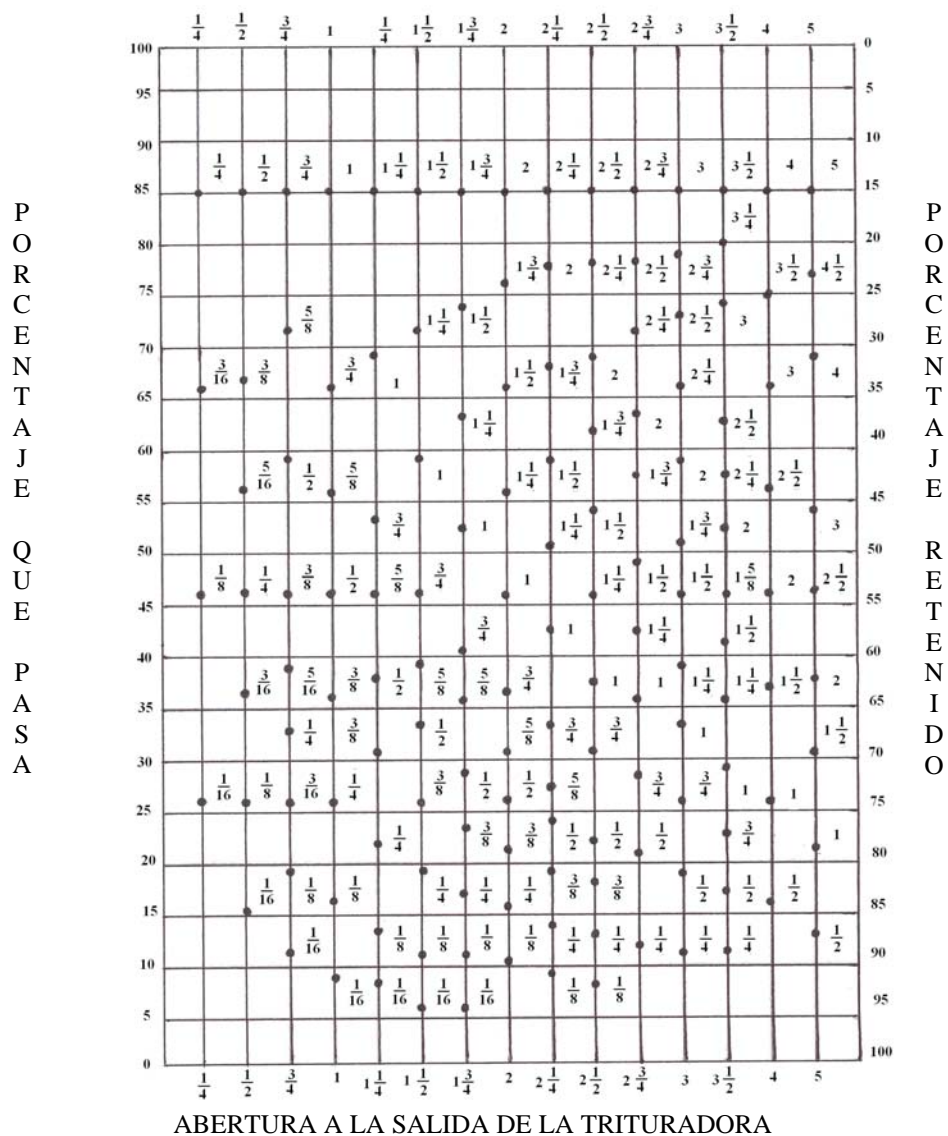 1/4 1/2 3/4 1 1/4 1 1/2 1 3/4 2 2 1/4 2 1/2 2 3/4 3 3 1/2 4 5
100 0
95 5
90 10
1/4 1/2 3/4 1 1 1/4 1 1/2 1 3/4 2 2 1/4 2 1/2 2 3/4 3 3 1/2 4 5
85 15
3 1/4
80 20
1 3/4 2 2 1/4 2 1/2 2 3/4 3 1/2 4 1/2
75 25
5/8 1 1/4 1 1/2 2 1/4 2 1/2 3
70 30
3/16 3/8 3/4 1 1 1/2 1 3/4 2 2 1/4 3 4
65 35
1 1/4 1 3/4 2 2 1/2
60 40
5/16 1/2 5/8 1 1 1/4 1 1/2 1 3/4 2 2 1/4 2 1/2
55 45
3/4 1 1 1/4 1 1/2 1 3/4 2 3
50 50
1/8 1/4 3/8 1/2 5/8 3/4 1 1 1/4 1 1/2 1 1/2 1 5/8 2 2 1/2
45 55
3/4 1 1 1/4 1 1/2
40 60
3/16 5/16 3/8 1/2 5/8 5/8 3/4 1 1 1 1/4 1 1/4 1 1/2 2
35 65
1/4 3/8 1/2 5/8 3/4 3/4 1 1 1/2
30 70
1/16 1/8 3/16 1/4 3/8 1/2 1/2 5/8 3/4 3/4 1 1
25 75
1/4 3/8 3/8 1/2 1/2 1/2 3/4 1
20 80
1/16 1/8 1/8 1/4 1/4 1/4 3/8 3/8 1/2 1/2 1/2
15 85
1/16 1/8 1/8 1/8 1/8 1/4 1/4 1/4 1/4 1/4 1/2
10 90
1/16 1/16 1/16 1/16 1/8 1/8
5 95
0 100
1/4 1/2 3/4 1 1 1/4 1 1/2 1 3/4 2 2 1/4 2 1/2 2 3/4 3 3 1/2 4 5
PORCENTAJE QUE PASA
PORCENTAJE RETENIDO
ABERTURA A LA SALIDA DE LA TRITURADORA